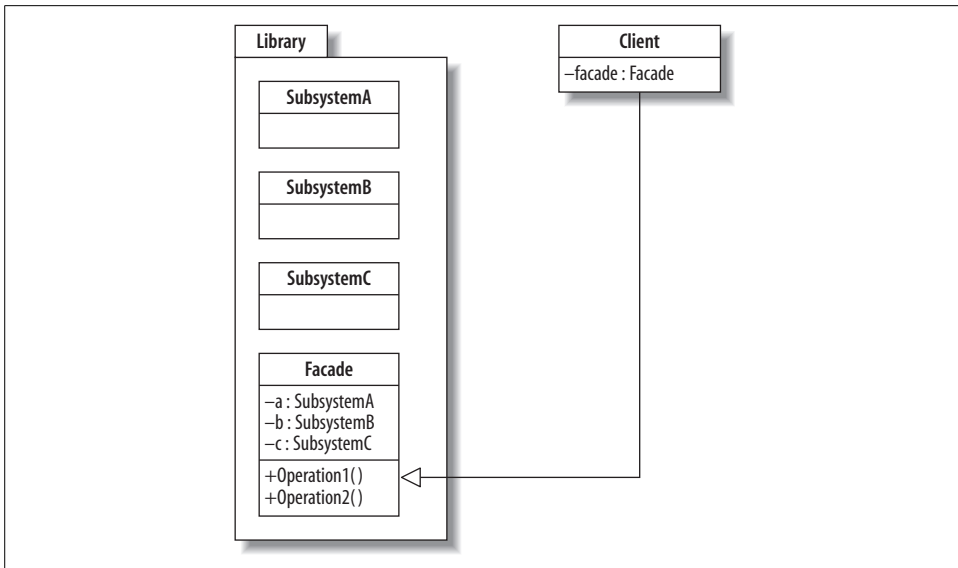 Library
SubsystemA
SubsystemB
SubsystemC
Facade
–a : SubsystemA
–b : SubsystemB
–c : SubsystemC
+Operation1( )
+Operation2( )
Client
–facade : Facade